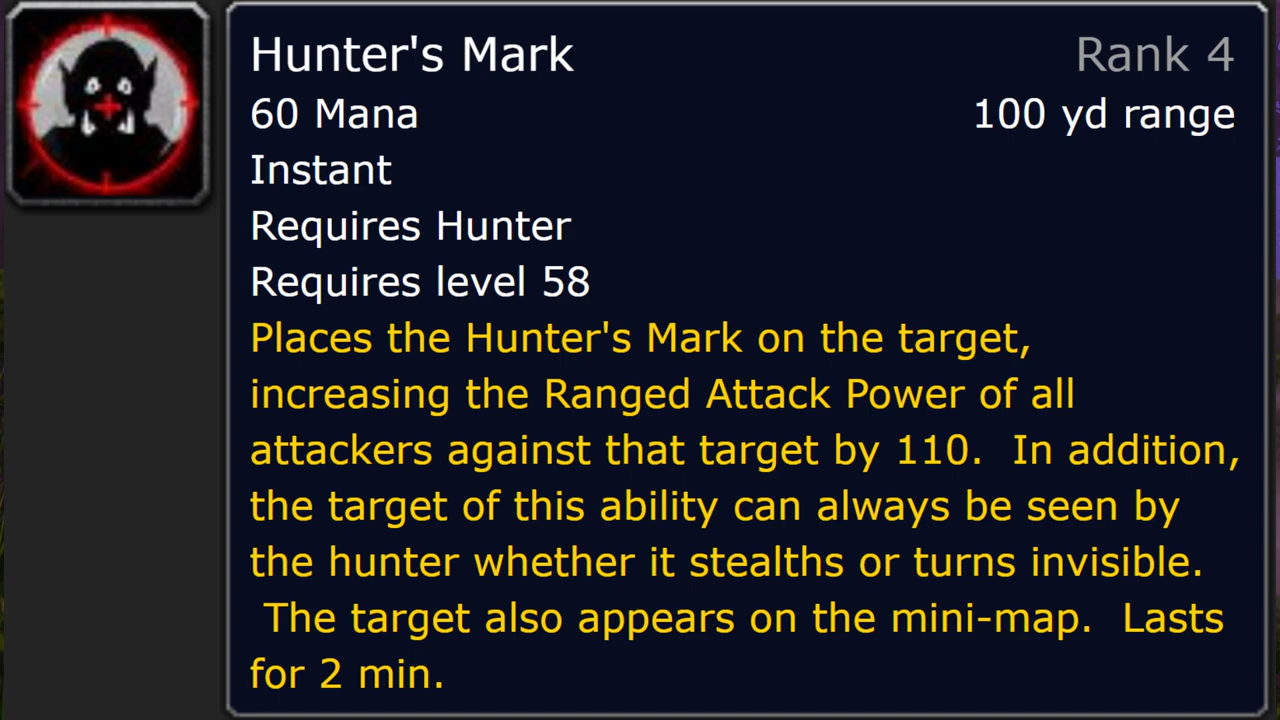 Hunter's Mark Rank 4
60 Mana 100 yd range
Instant
Requires Hunter
Requires level 58
Places the Hunter's Mark on the target,
increasing the Ranged Attack Power of all
attackers against that target by 110. In addition,
the target of this ability can always be seen by
the hunter whether it stealths or turns invisible.
The target also appears on the mini-map. Lasts
for 2 min.